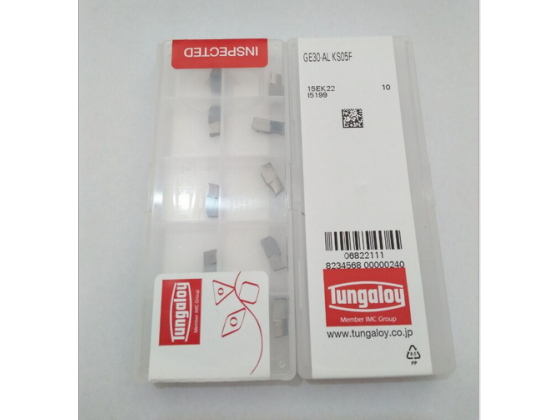 INSPECTED
Tungaloy
Member IMC Group
GE30-AL KS05F
15EK22 10
I5199
06822111
8234568 00000240
Tungaloy
Member IMC Group
www.tungaloy.co.jp
PP